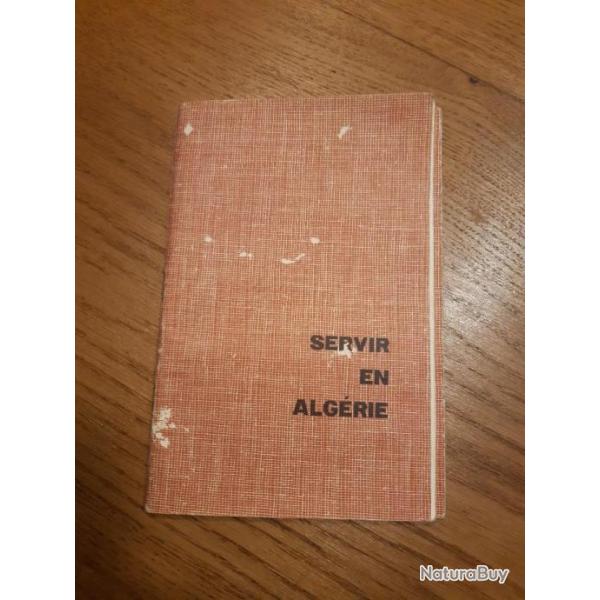 SERVIR
EN
ALGÉRIE
NaturaBuy